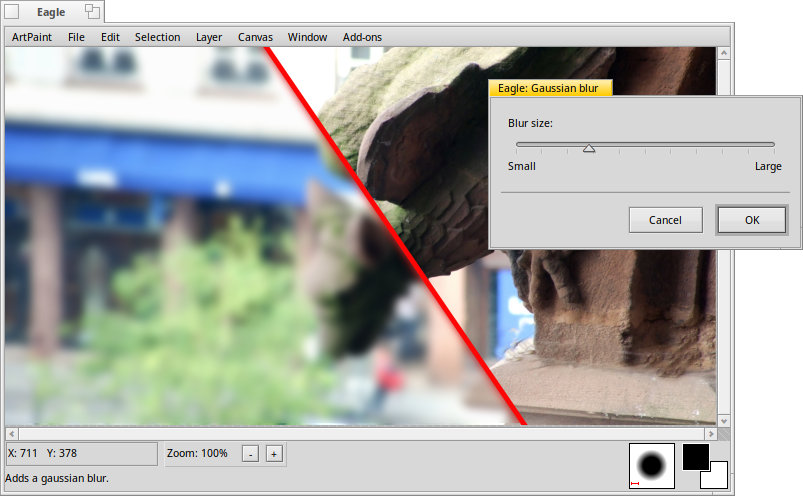 Eagle
ArtPaint File Edit Selection Layer Canvas Window Add-ons
Eagle: Gaussian blur
Blur size:
Small Large
Cancel OK
X: 711 Y: 378 Zoom: 100% - +
Adds a gaussian blur.